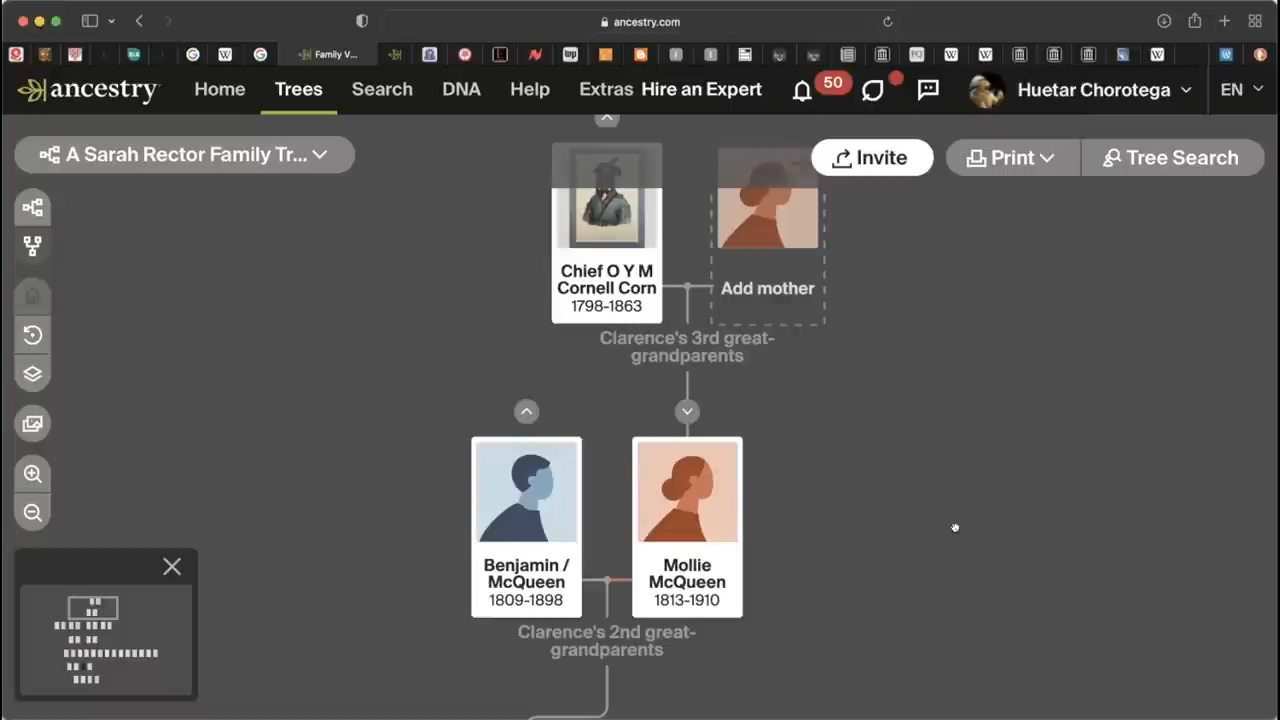 ancestry.com
Family V...
ancestry
Home
Trees
Search
DNA
Help
Extras
Hire an Expert
50
Huetar Chorotega
EN
A Sarah Rector Family Tr...
Invite
Print
Tree Search
Chief O Y M
Cornell Corn
1798-1863
Add mother
Clarence's 3rd great-
grandparents
Benjamin /
McQueen
1809-1898
Mollie
McQueen
1813-1910
Clarence's 2nd great-
grandparents